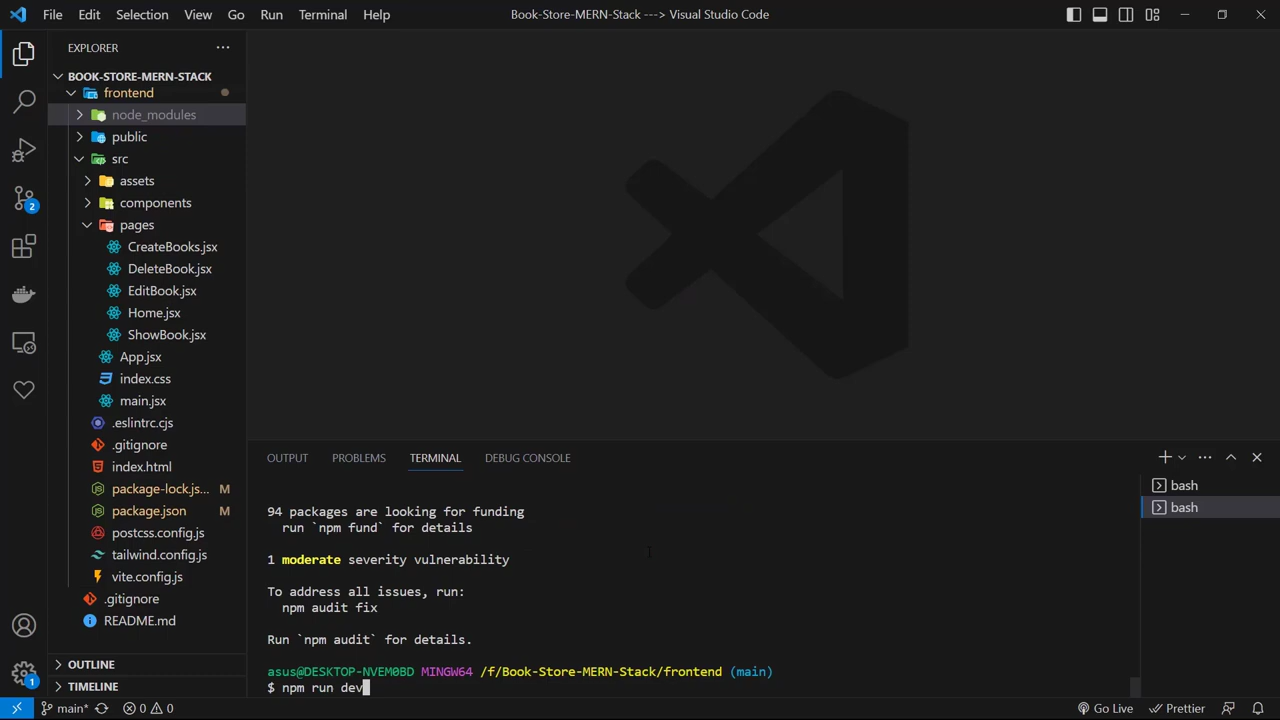 File Edit Selection View Go Run Terminal Help
Book-Store-MERN-Stack ---> Visual Studio Code
EXPLORER
BOOK-STORE-MERN-STACK
frontend
node_modules
public
src
assets
components
pages
CreateBooks.jsx
DeleteBook.jsx
EditBook.jsx
Home.jsx
ShowBook.jsx
App.jsx
index.css
main.jsx
.eslintrc.cjs
.gitignore
index.html
package-lock.js... M
package.json M
postcss.config.js
tailwind.config.js
vite.config.js
.gitignore
README.md
OUTLINE
TIMELINE
2
1
OUTPUT PROBLEMS TERMINAL DEBUG CONSOLE
94 packages are looking for funding
run `npm fund` for details
1 moderate severity vulnerability
To address all issues, run:
npm audit fix
Run `npm audit` for details.
asus@DESKTOP-NVEM0BD MINGW64 /f/Book-Store-MERN-Stack/frontend (main)
$ npm run dev
bash
bash
main* 0 0
Go Live Prettier